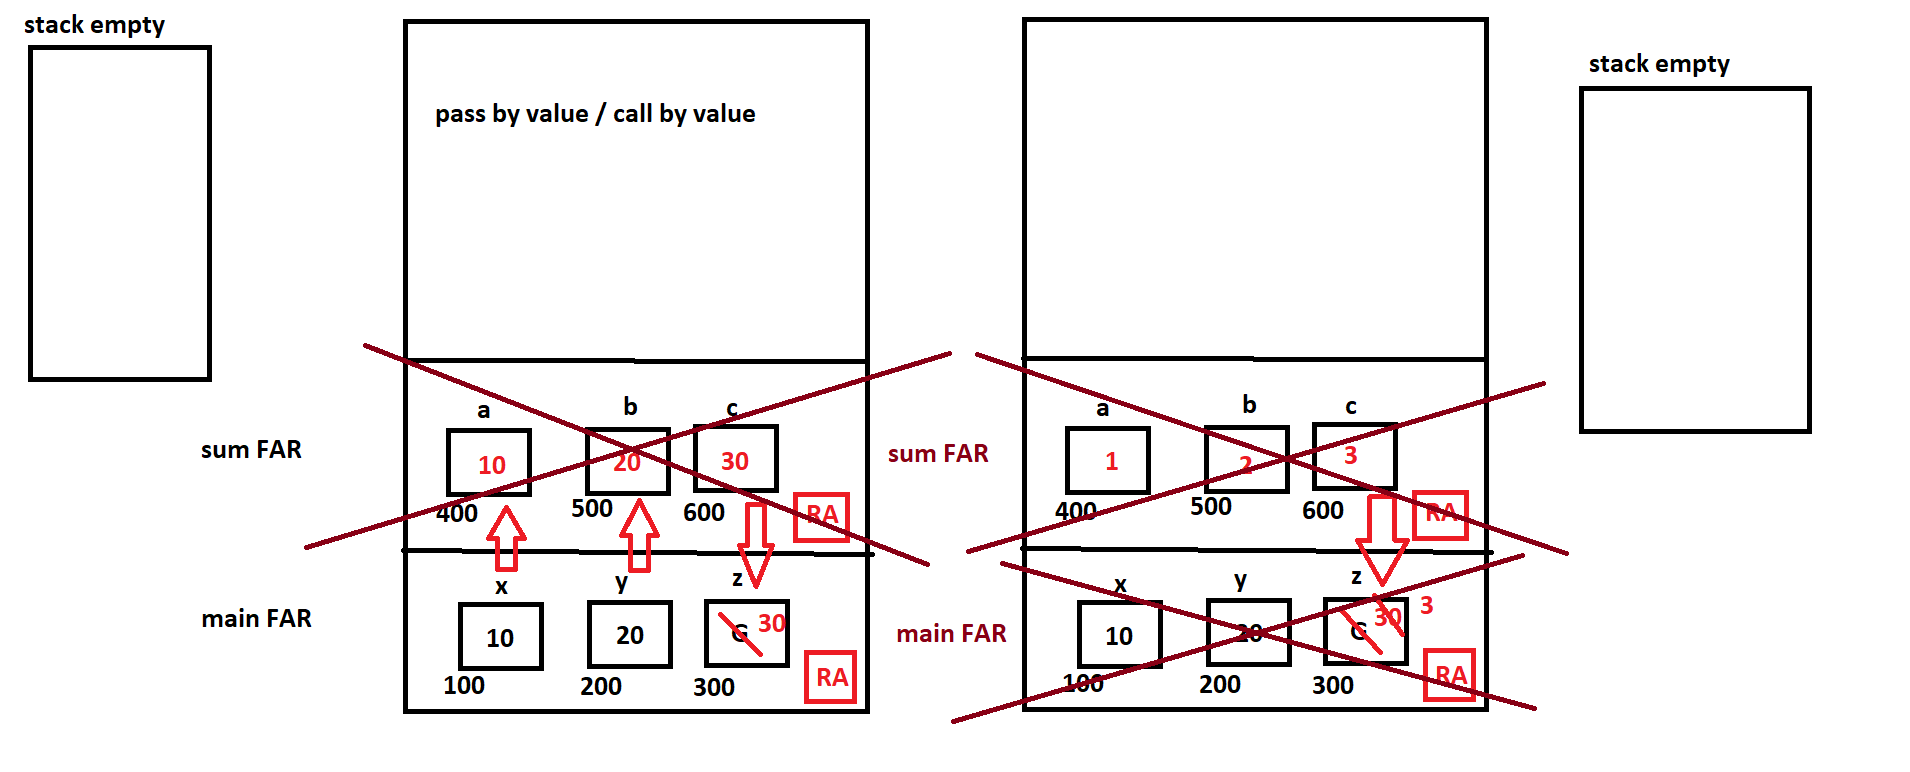 stack empty
pass by value / call by value
stack empty
a b c
sum FAR
10 20 30
400 500 600 RA
x y z
main FAR
10 20 G 30
100 200 300 RA
a b c
sum FAR
1 2 3
400 500 600 RA
x y z
main FAR
10 20 G 30 3
100 200 300 RA